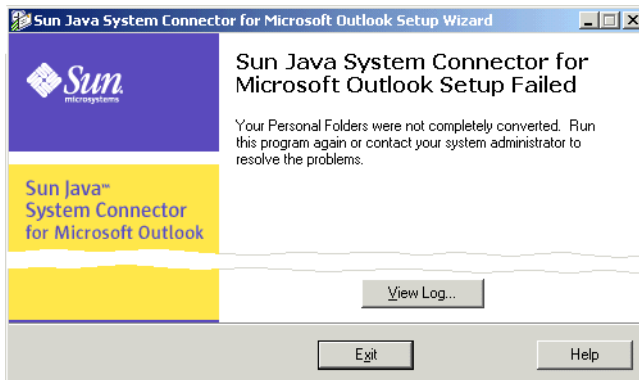 Sun Java System Connector for Microsoft Outlook Setup Wizard
Sun
microsystems
Sun Java™
System Connector
for Microsoft Outlook
Sun Java System Connector for
Microsoft Outlook Setup Failed
Your Personal Folders were not completely converted. Run
this program again or contact your system administrator to
resolve the problems.
View Log...
Exit
Help